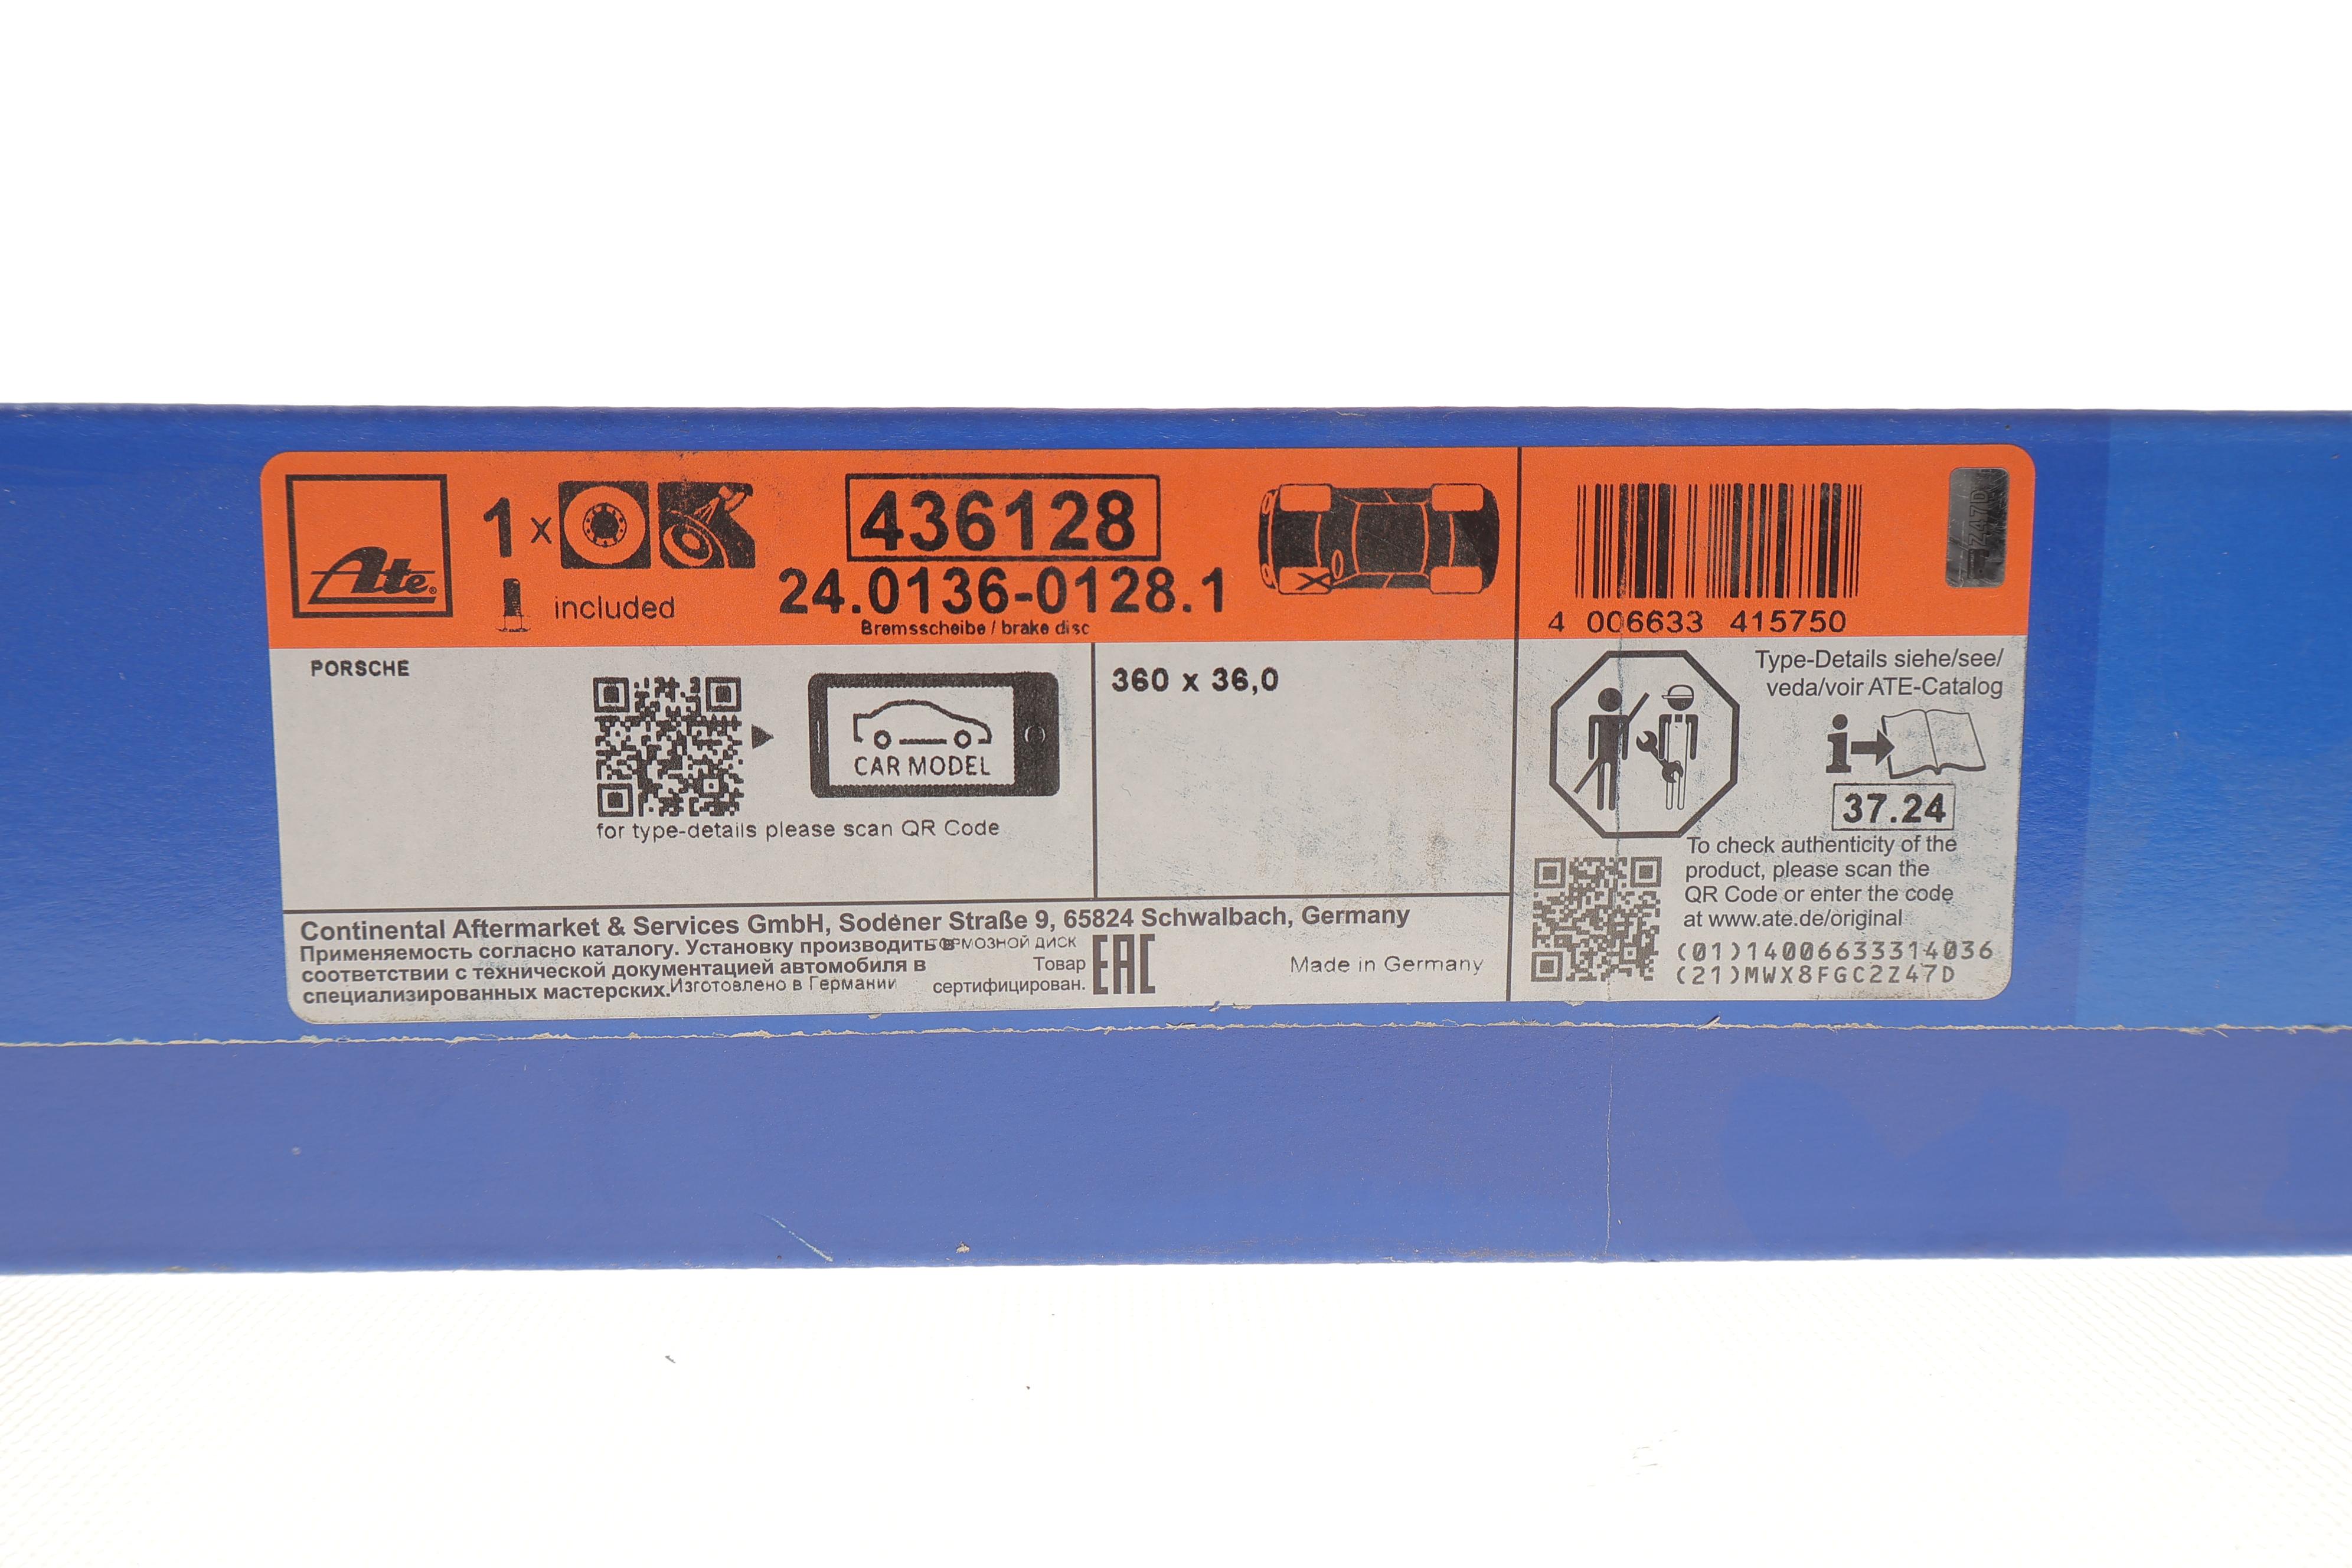 Ate
1 x
included
436128
24.0136-0128.1
Bremsscheibe / brake disc
4 006633 415750
Z47D
PORSCHE
CAR MODEL
for type-details please scan QR Code
360 x 36,0
Type-Details siehe/see/
veda/voir ATE-Catalog
37.24
To check authenticity of the
product, please scan the
QR Code or enter the code
at www.ate.de/original
(01)14006633314036
(21)MWX8FGC2Z47D
Continental Aftermarket & Services GmbH, Sodener Straße 9, 65824 Schwalbach, Germany
Применяемость согласно каталогу. Установку производить в
соответствии с технической документацией автомобиля в
специализированных мастерских.
Изготовлено в Германии
ТОРМОЗНОЙ ДИСК
Товар
сертифицирован.
EAC
Made in Germany